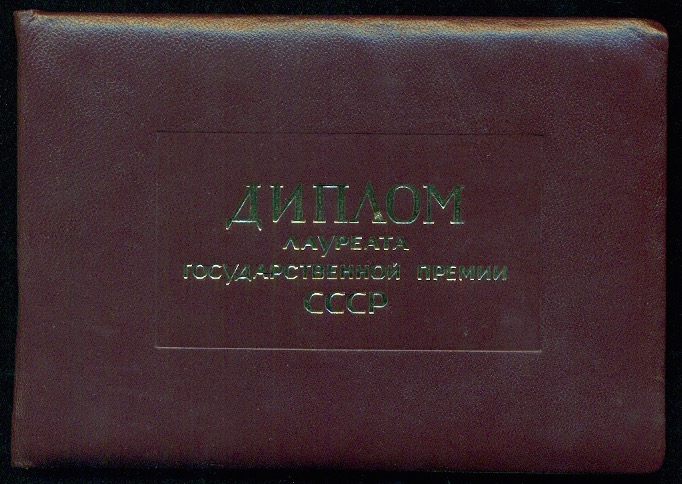 ДИПЛОМ
ЛАУРЕАТА
ГОСУДАРСТВЕННОЙ ПРЕМИИ
СССР